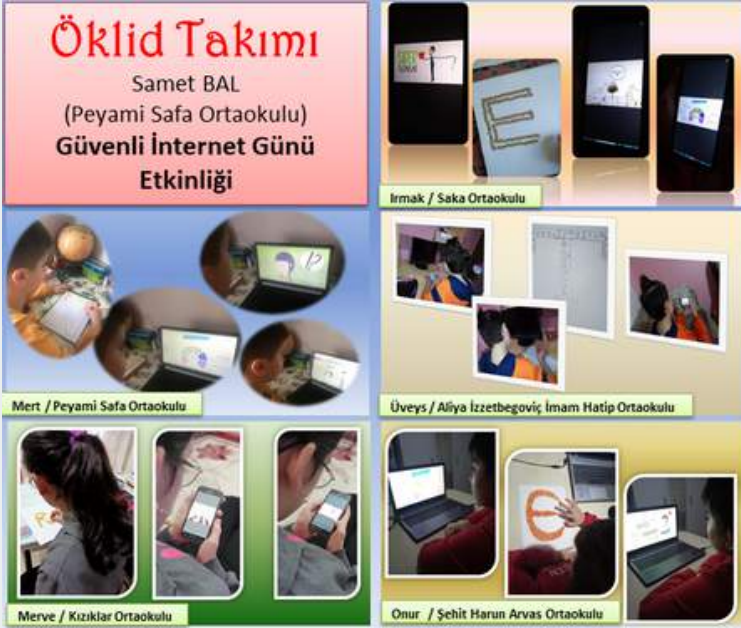 Öklid Takımı
Samet BAL
(Peyami Safa Ortaokulu)
Güvenli İnternet Günü
Etkinliği
E
Irmak / Saka Ortaokulu
Mert / Peyami Safa Ortaokulu
Üveys / Aliya İzzetbegoviç İmam Hatip Ortaokulu
Merve / Kızıklar Ortaokulu
e
Onur / Şehit Harun Arvas Ortaokulu